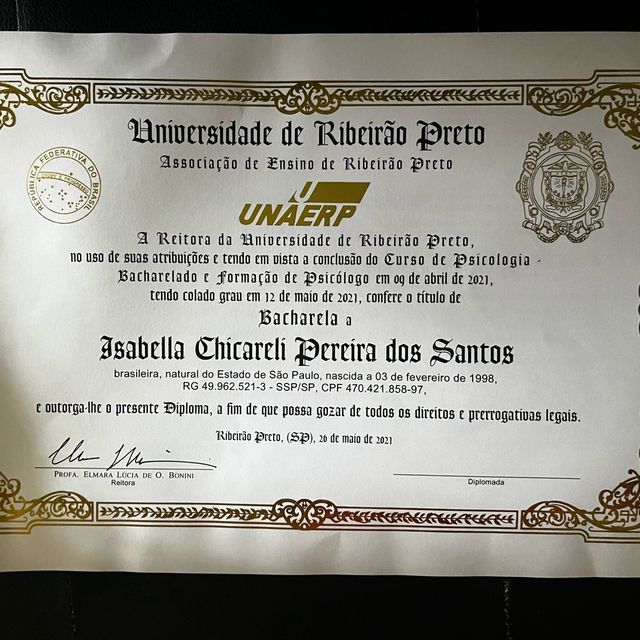 Universidade de Ribeirão Preto
Associação de Ensino de Ribeirão Preto
REPÚBLICA FEDERATIVA DO BRASIL
UNAERP
A Reitora da Universidade de Ribeirão Preto,
no uso de suas atribuições e tendo em vista a conclusão do Curso de Psicologia -
Bacharelado e Formação de Psicólogo em 09 de abril de 2021,
tendo colado grau em 12 de maio de 2021, confere o título de
Bacharela a
Isabella Chicareli Pereira dos Santos
brasileira, natural do Estado de São Paulo, nascida a 03 de fevereiro de 1998,
RG 49.962.521-3 - SSP/SP, CPF 470.421.858-97,
e outorga-lhe o presente Diploma, a fim de que possa gozar de todos os direitos e prerrogativas legais.
Ribeirão Preto, (SP), 26 de maio de 2021
PROFA. ELMARA LÚCIA DE O. BONINI
Reitora
Diplomada